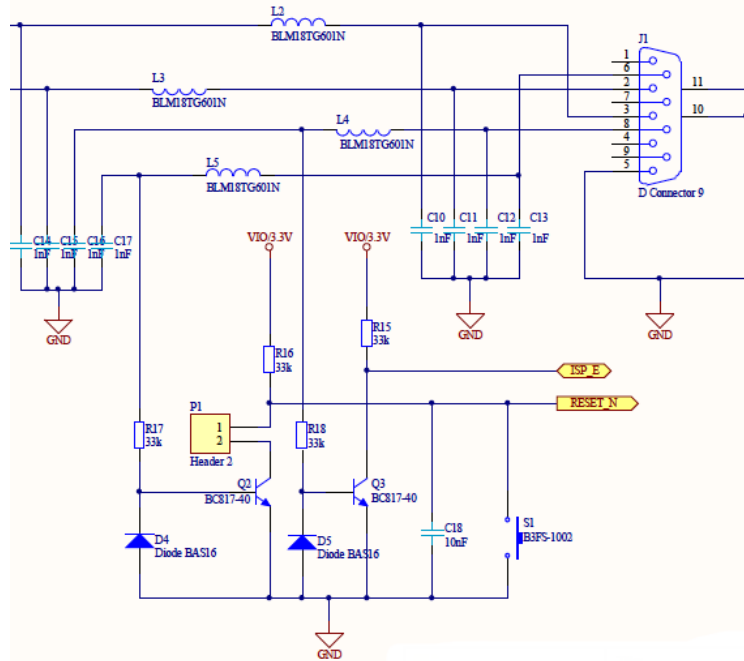 L2
BLM18TG601N
L3
BLM18TG601N
L4
BLM18TG601N
L5
BLM18TG601N
J1
1
6
2
7
3
8
4
9
5
11
10
D Connector 9
C14
1nF
C15
1nF
C16
1nF
C17
1nF
GND
C10
1nF
C11
1nF
C12
1nF
C13
1nF
GND
GND
VIO/3.3V
VIO/3.3V
R16
33k
R15
33k
ISP_E
RESET_N
P1
1
2
Header 2
R17
33k
R18
33k
Q2
BC817-40
Q3
BC817-40
D4
Diode BAS16
D5
Diode BAS16
C18
10nF
S1
B3FS-1002
GND